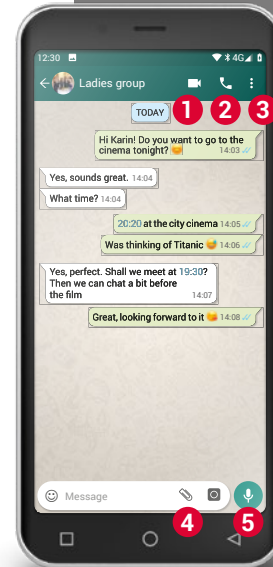 12:30 4G
Ladies group
TODAY
1 2 3
Hi Karin! Do you want to go to the
cinema tonight? 14:03
Yes, sounds great. 14:04
What time? 14:04
20:20 at the city cinema 14:05
Was thinking of Titanic 14:06
Yes, perfect. Shall we meet at 19:30?
Then we can chat a bit before
the film 14:07
Great, looking forward to it 14:08
Message
4 5